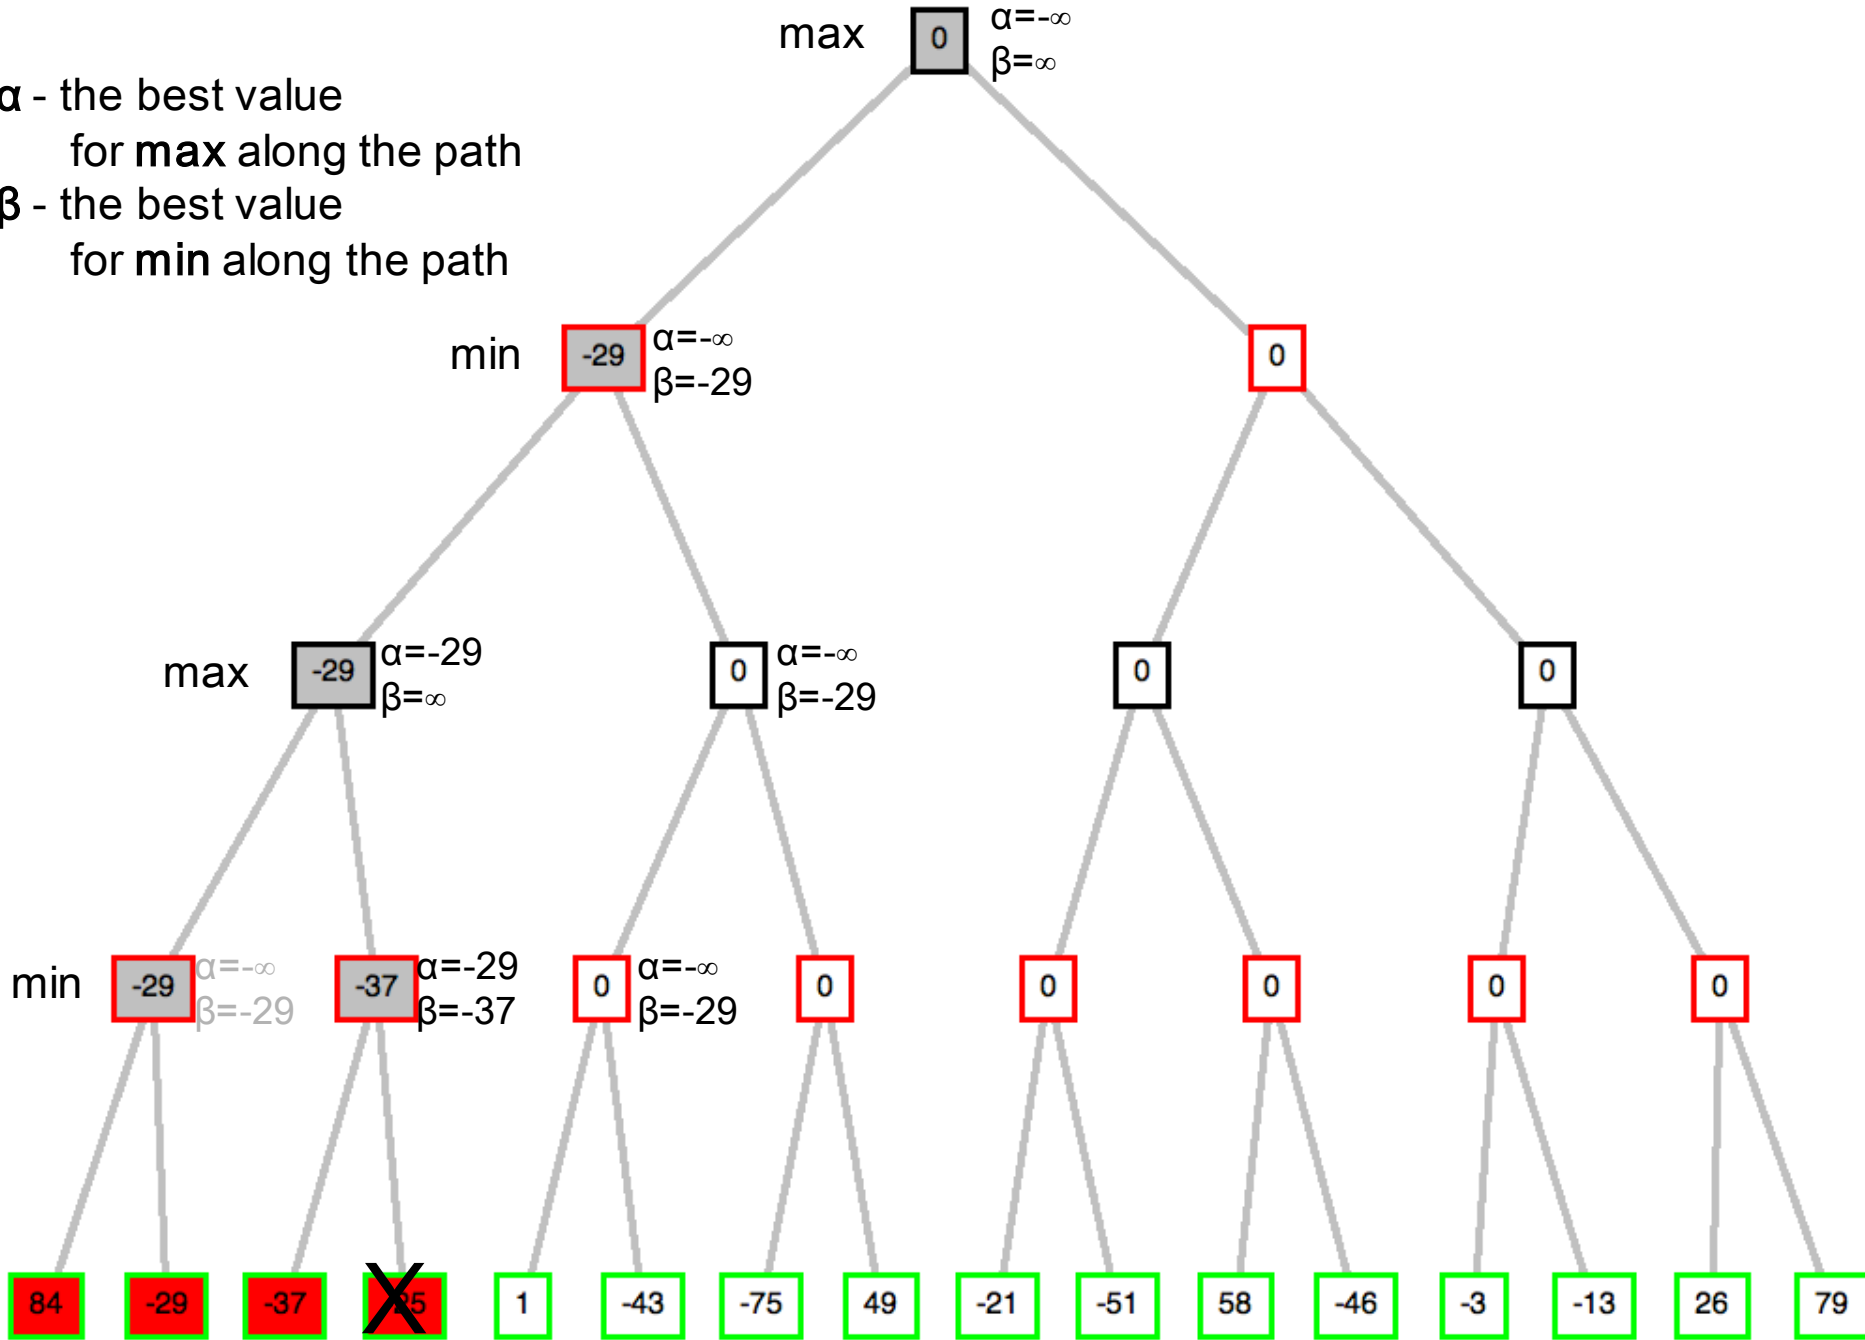 max 0 α=-∞
β=∞
α - the best value
for max along the path
β - the best value
for min along the path
min -29 α=-∞ 0
β=-29
max -29 α=-29 0 α=-∞ 0 0
β=∞ β=-29
min -29 α=-∞ -37 α=-29 0 α=-∞ 0 0 0 0 0
β=-29 β=-37 β=-29
84 -29 -37 X 1 -43 -75 49 -21 -51 58 -46 -3 -13 26 79